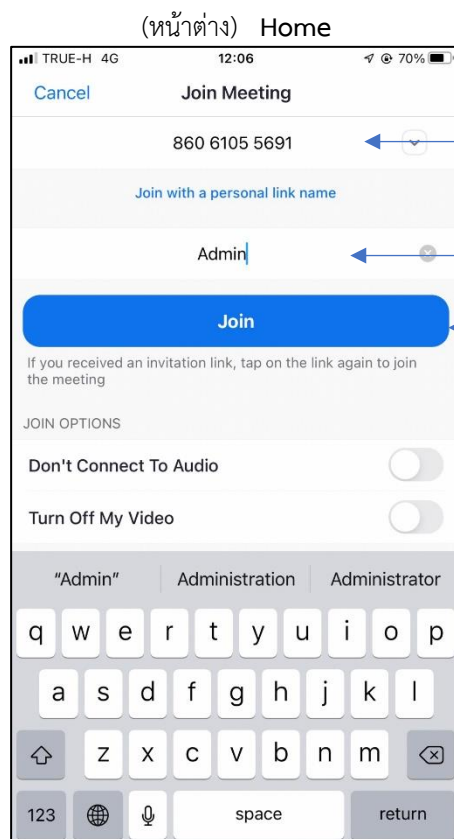 (หน้าต่าง) Home
TRUE-H 4G 12:06 70%
Cancel Join Meeting
860 6105 5691
Join with a personal link name
Admin
Join
If you received an invitation link, tap on the link again to join
the meeting
JOIN OPTIONS
Don't Connect To Audio
Turn Off My Video
"Admin" Administration Administrator
q w e r t y u i o p
a s d f g h j k l
z x c v b n m
123 space return